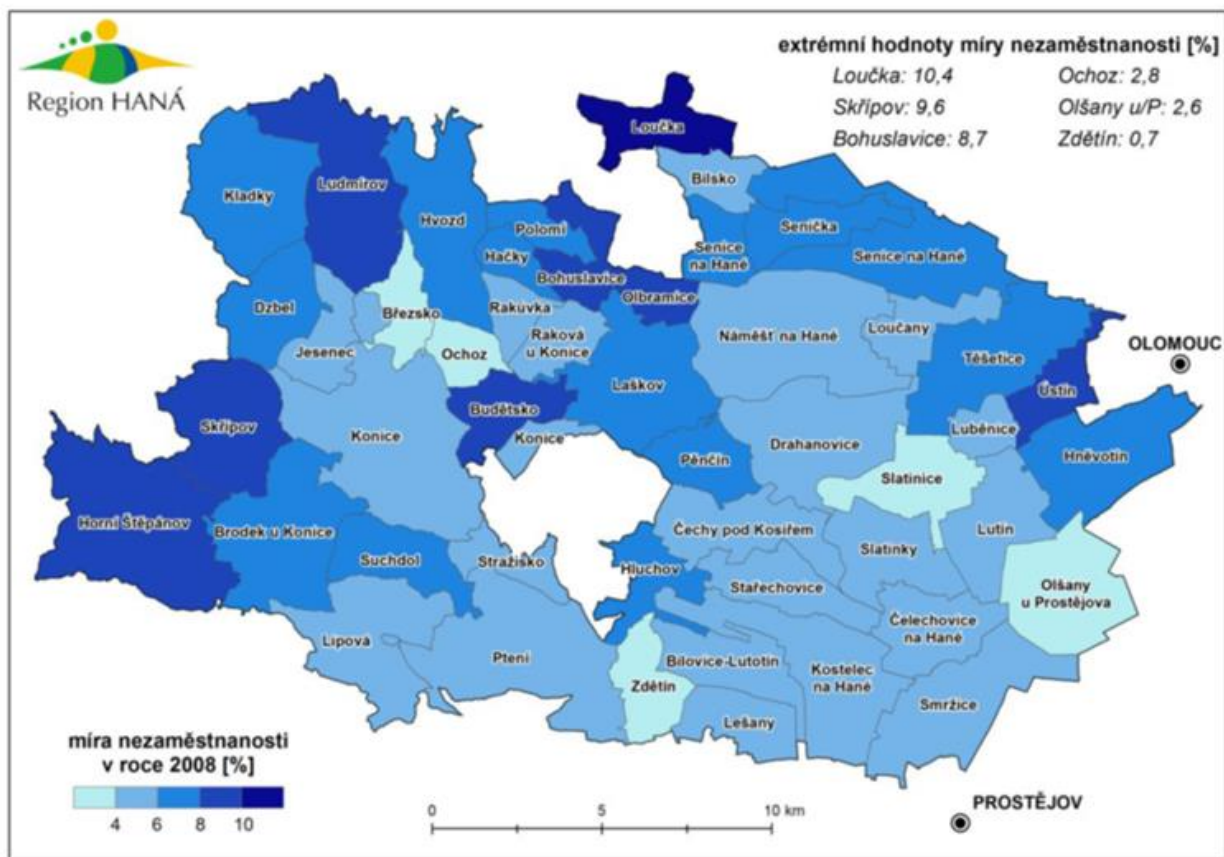 Region HANÁ
extrémní hodnoty míry nezaměstnanosti [%]
Loučka: 10,4
Ochoz: 2,8
Skřípov: 9,6
Olšany u/P: 2,6
Bohuslavice: 8,7
Zdětín: 0,7
Loučka
Bílsko
Ludmírov
Kladky
Hvozd
Polomí
Senička
Senice
na Hané
Senice na Hané
Hačky
Bohuslavice
Olbramice
Dzbel
Březsko
Rakůvka
Raková
u Konice
Náměšť na Hané
Loučany
Jesenec
Ochoz
Těšetice
OLOMOUC
Laškov
Ústín
Budětsko
Skřípov
Konice
Konice
Drahanovice
Luběnice
Pěnčín
Hněvotín
Slatinice
Horní Štěpánov
Brodek u Konice
Čechy pod Kosířem
Lutín
Suchdol
Stražisko
Slatinky
Hluchov
Stařechovice
Olšany
u Prostějova
Čelechovice
na Hané
Lipová
Ptení
Bílovice-Lutotín
Zdětín
Kostelec
na Hané
Smržice
Lešany
míra nezaměstnanosti
v roce 2008 [%]
4 6 8 10
0 5 10 km
PROSTĚJOV